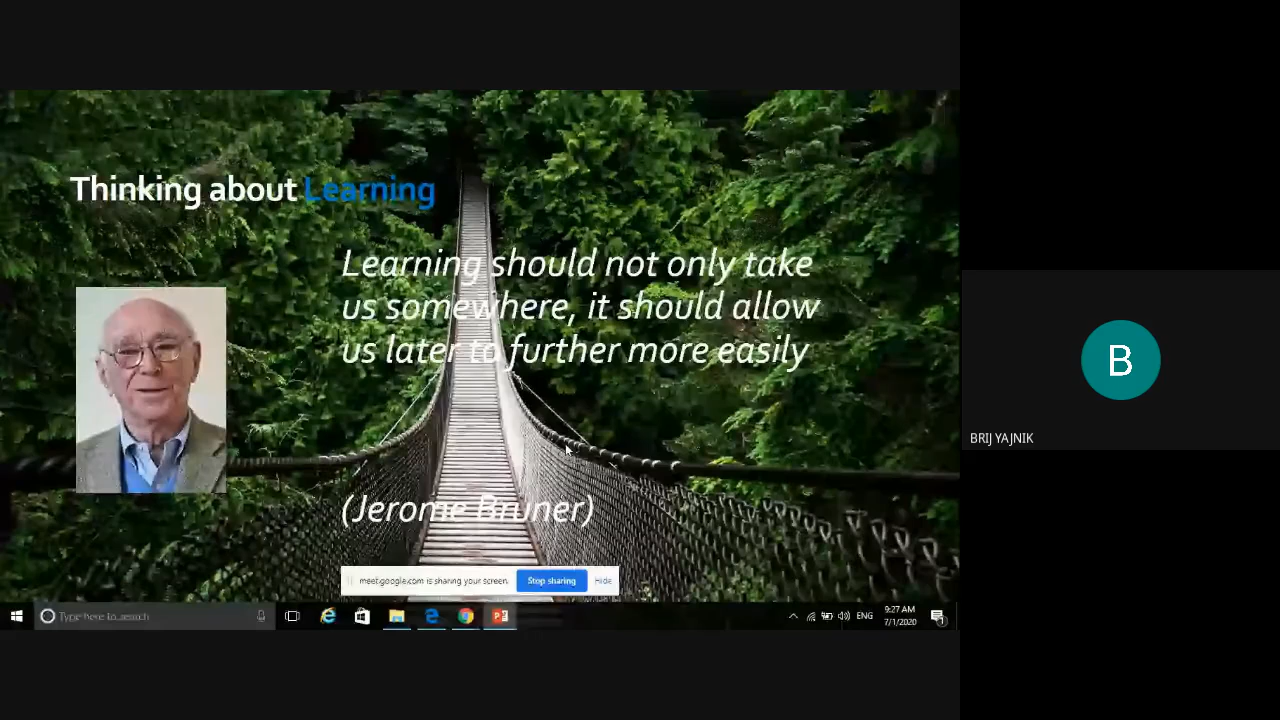 Thinking about Learning
Learning should not only take
us somewhere, it should allow
us later to further more easily
(Jerome Bruner)
meet.google.com is sharing your screen.
Stop sharing
Hide
Type here to search
ENG
9:27 AM
7/1/2020
B
BRIJ YAJNIK